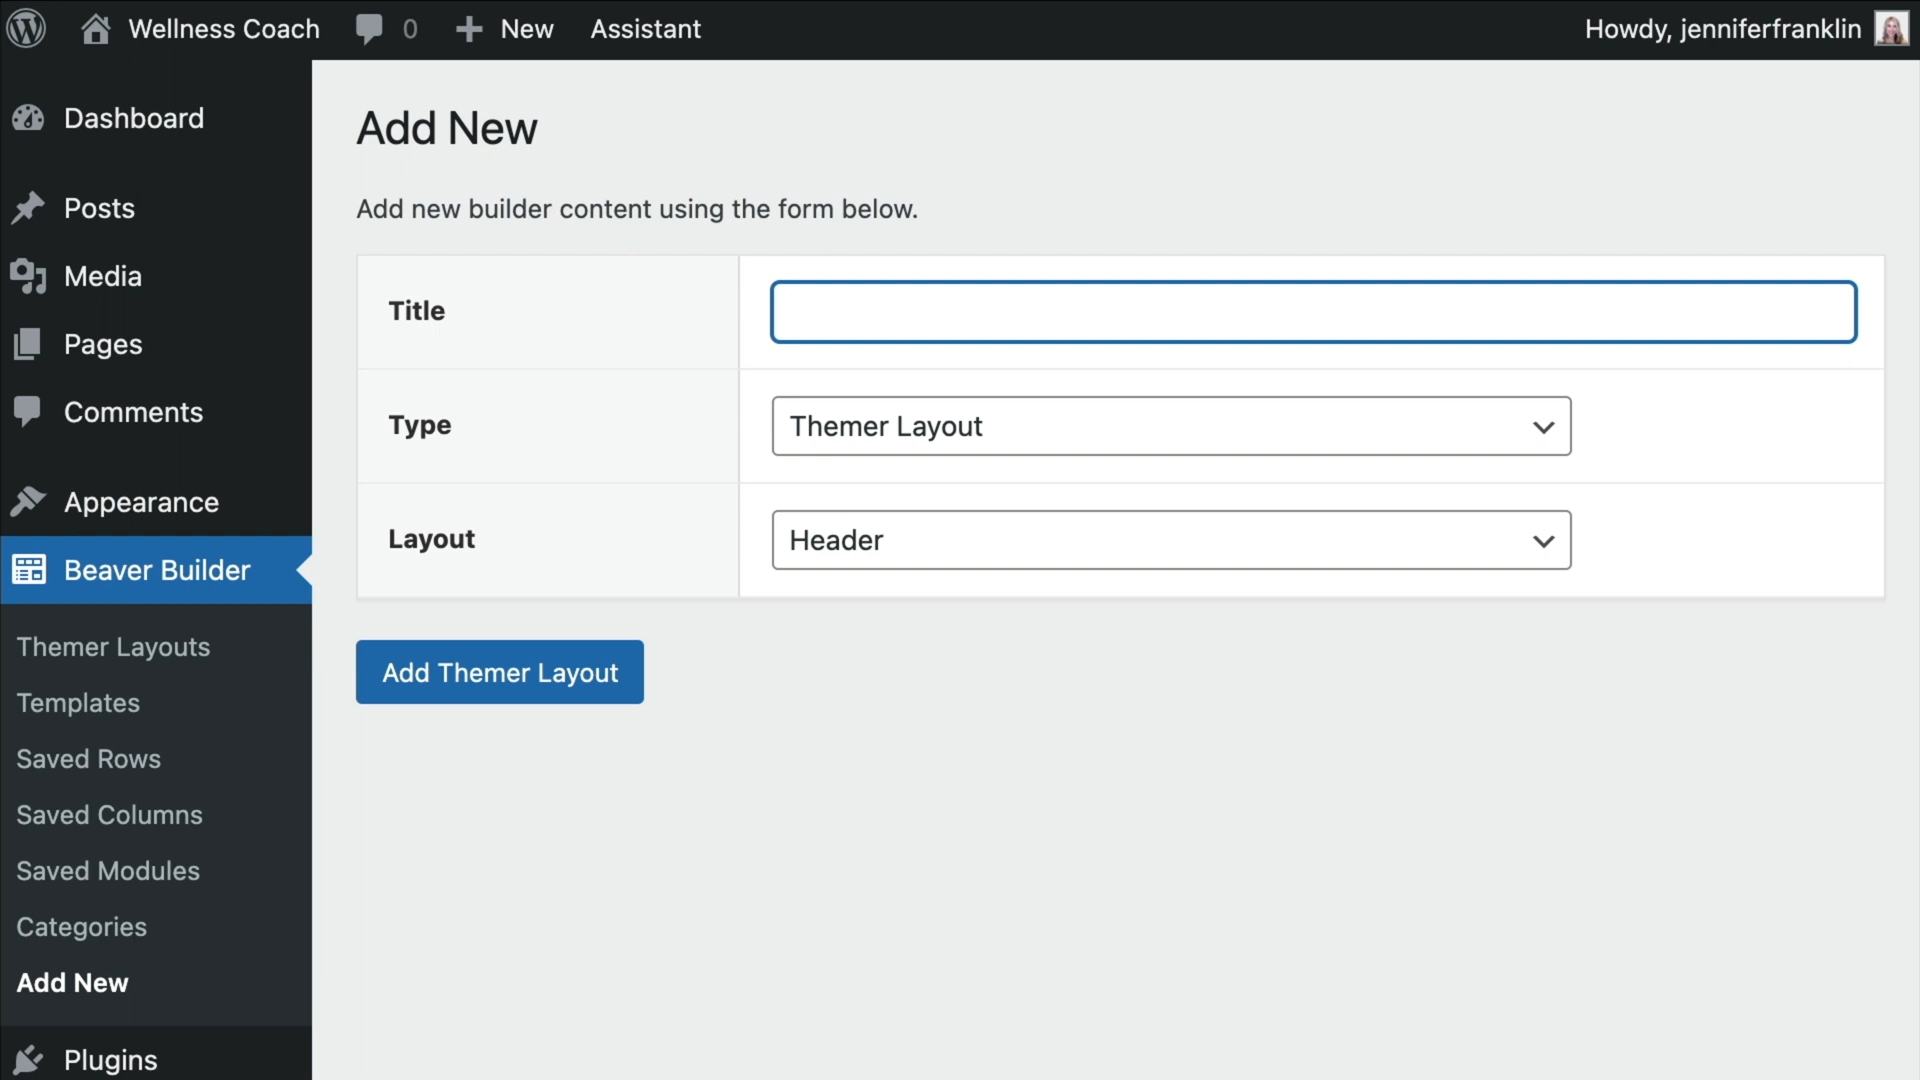 Wellness Coach
0
New
Assistant
Howdy, jenniferfranklin
Dashboard
Posts
Media
Pages
Comments
Appearance
Beaver Builder
Themer Layouts
Templates
Saved Rows
Saved Columns
Saved Modules
Categories
Add New
Plugins
Add New
Add new builder content using the form below.
Title
Type
Themer Layout
Layout
Header
Add Themer Layout